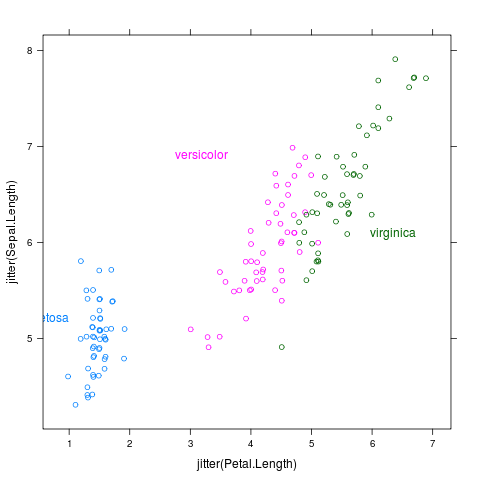 8
7
6
5
jitter(Sepal.Length)
versicolor
virginica
etosa
1
2
3
4
5
6
7
jitter(Petal.Length)